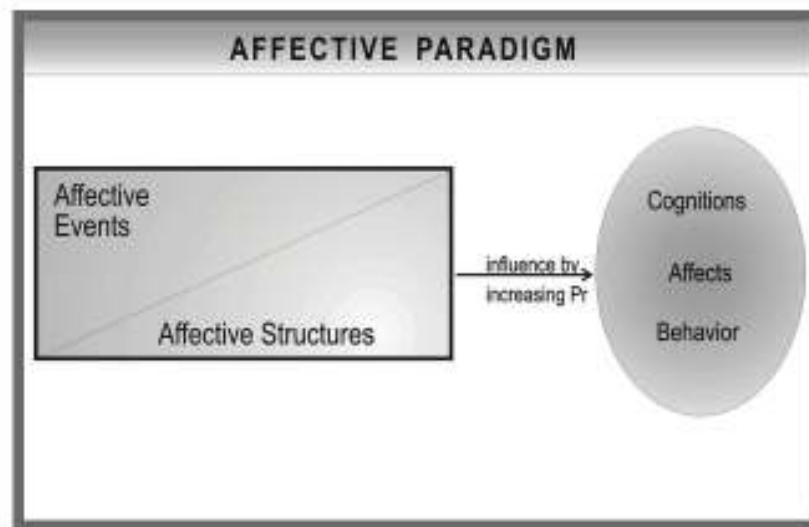 AFFECTIVE PARADIGM
Affective
Events
Affective Structures
influence by
increasing Pr
Cognitions
Affects
Behavior